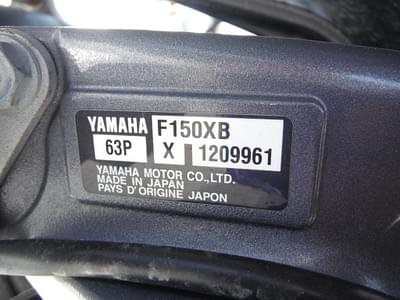 YAMAHA F150XB
63P X 1209961
YAMAHA MOTOR CO.,LTD.
MADE IN JAPAN
PAYS D'ORIGINE JAPON